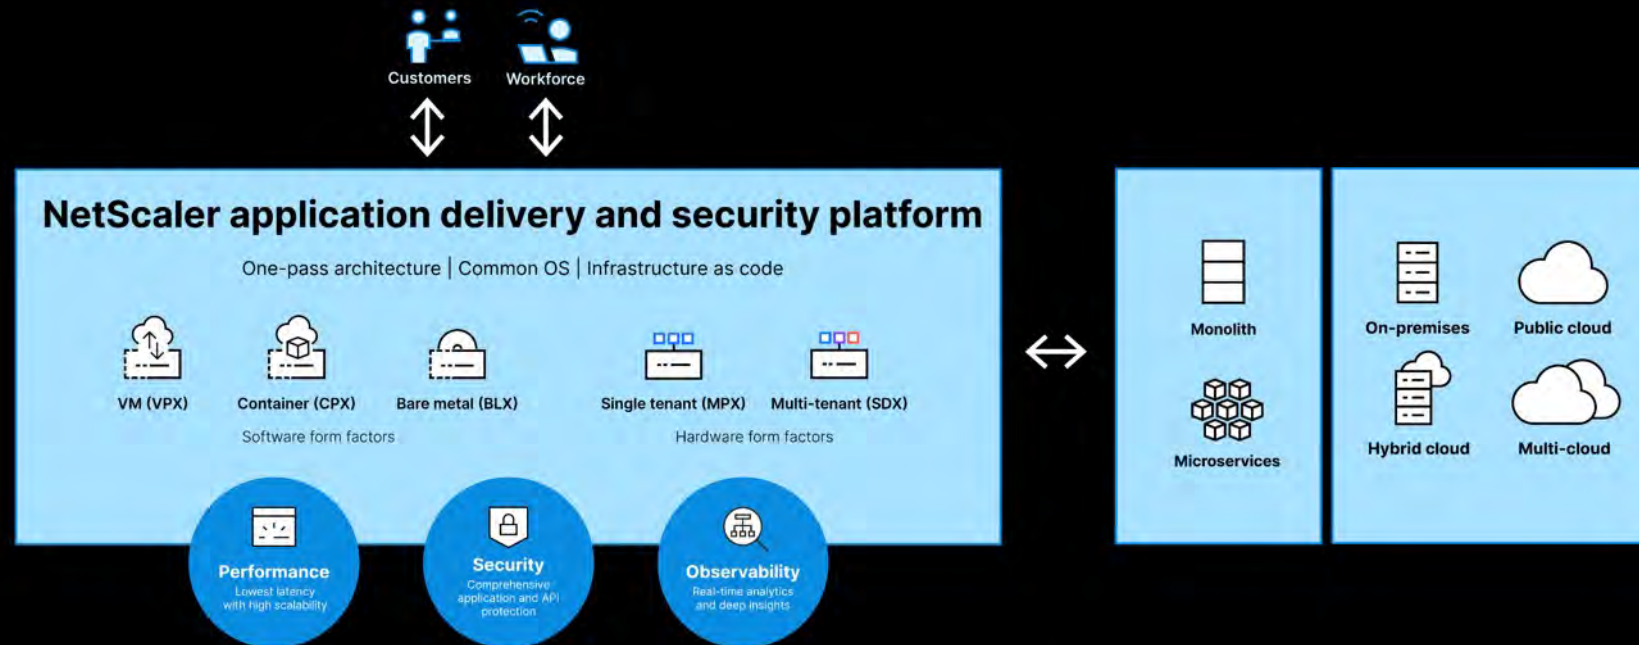 Customers
Workforce
NetScaler application delivery and security platform
One-pass architecture | Common OS | Infrastructure as code
VM (VPX)
Container (CPX)
Bare metal (BLX)
Single tenant (MPX)
Multi-tenant (SDX)
Software form factors
Hardware form factors
Performance
Lowest latency
with high scalability
Security
Comprehensive
application and API
protection
Observability
Real-time analytics
and deep insights
Monolith
Microservices
On-premises
Public cloud
Hybrid cloud
Multi-cloud